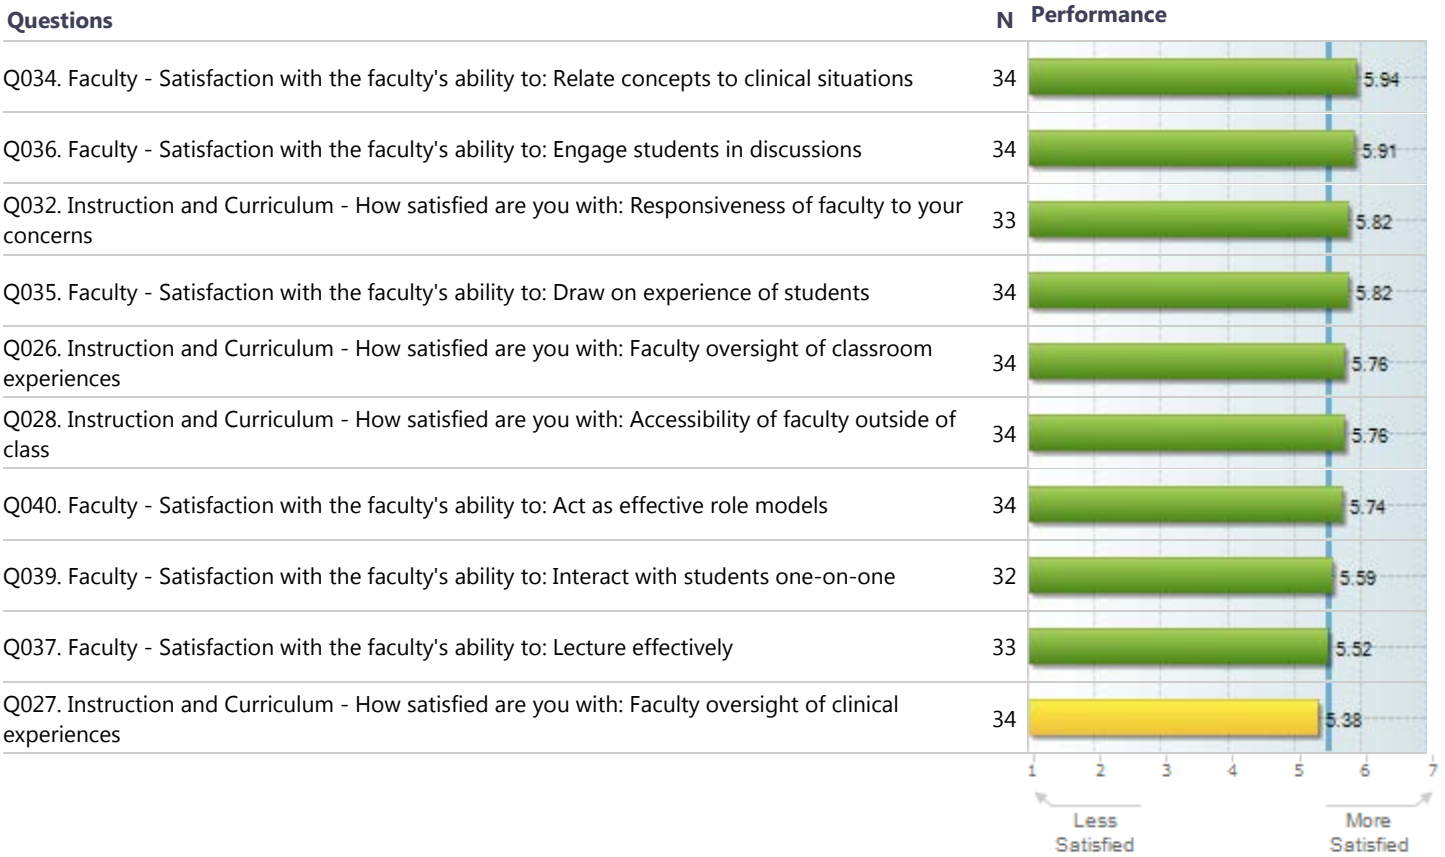 Questions N Performance
Q034. Faculty - Satisfaction with the faculty's ability to: Relate concepts to clinical situations 34 5.94
Q036. Faculty - Satisfaction with the faculty's ability to: Engage students in discussions 34 5.91
Q032. Instruction and Curriculum - How satisfied are you with: Responsiveness of faculty to your
concerns 33 5.82
Q035. Faculty - Satisfaction with the faculty's ability to: Draw on experience of students 34 5.82
Q026. Instruction and Curriculum - How satisfied are you with: Faculty oversight of classroom
experiences 34 5.76
Q028. Instruction and Curriculum - How satisfied are you with: Accessibility of faculty outside of
class 34 5.76
Q040. Faculty - Satisfaction with the faculty's ability to: Act as effective role models 34 5.74
Q039. Faculty - Satisfaction with the faculty's ability to: Interact with students one-on-one 32 5.59
Q037. Faculty - Satisfaction with the faculty's ability to: Lecture effectively 33 5.52
Q027. Instruction and Curriculum - How satisfied are you with: Faculty oversight of clinical
experiences 34 5.38
1 2 3 4 5 6 7
Less More
Satisfied Satisfied